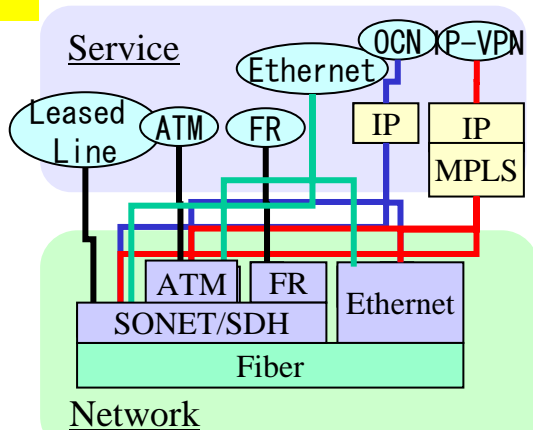 Service
OCN
IP-VPN
Ethernet
Leased
Line
ATM
FR
IP
IP
MPLS
ATM
FR
Ethernet
SONET/SDH
Fiber
Network